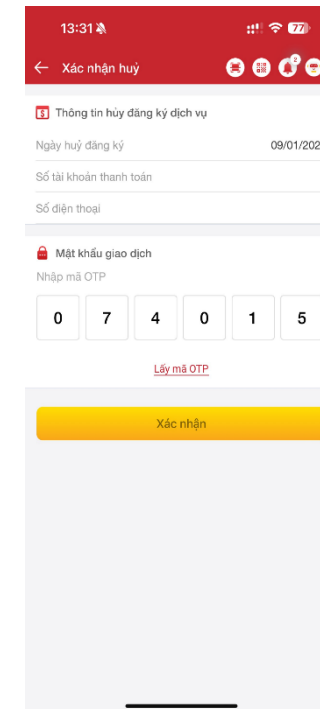 13:31
77
Xác nhận huỷ
2
Thông tin hủy đăng ký dịch vụ
Ngày huỷ đăng ký 09/01/202
Số tài khoản thanh toán
Số điện thoại
Mật khẩu giao dịch
Nhập mã OTP
0 7 4 0 1 5
Lấy mã OTP
Xác nhận